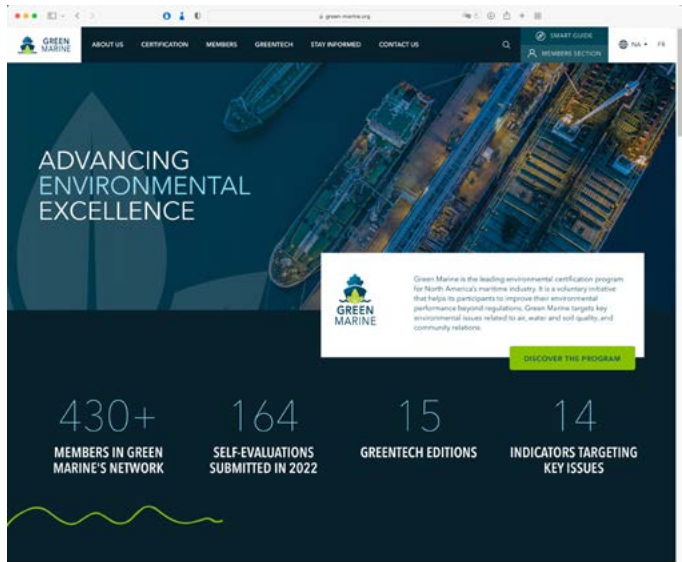 green-marine.org
GREEN
MARINE
ABOUT US
CERTIFICATION
MEMBERS
GREENTECH
STAY INFORMED
CONTACT US
SMART GUIDE
MEMBERS SECTION
NA
FR
ADVANCING
ENVIRONMENTAL
EXCELLENCE
GREEN
MARINE
Green Marine is the leading environmental certification program
for North America's maritime industry. It is a voluntary initiative
that helps its participants to improve their environmental
performance beyond regulations. Green Marine targets key
environmental issues related to air, water and soil quality, and
community relations.
DISCOVER THE PROGRAM
430+
MEMBERS IN GREEN
MARINE'S NETWORK
164
SELF-EVALUATIONS
SUBMITTED IN 2022
15
GREENTECH EDITIONS
14
INDICATORS TARGETING
KEY ISSUES